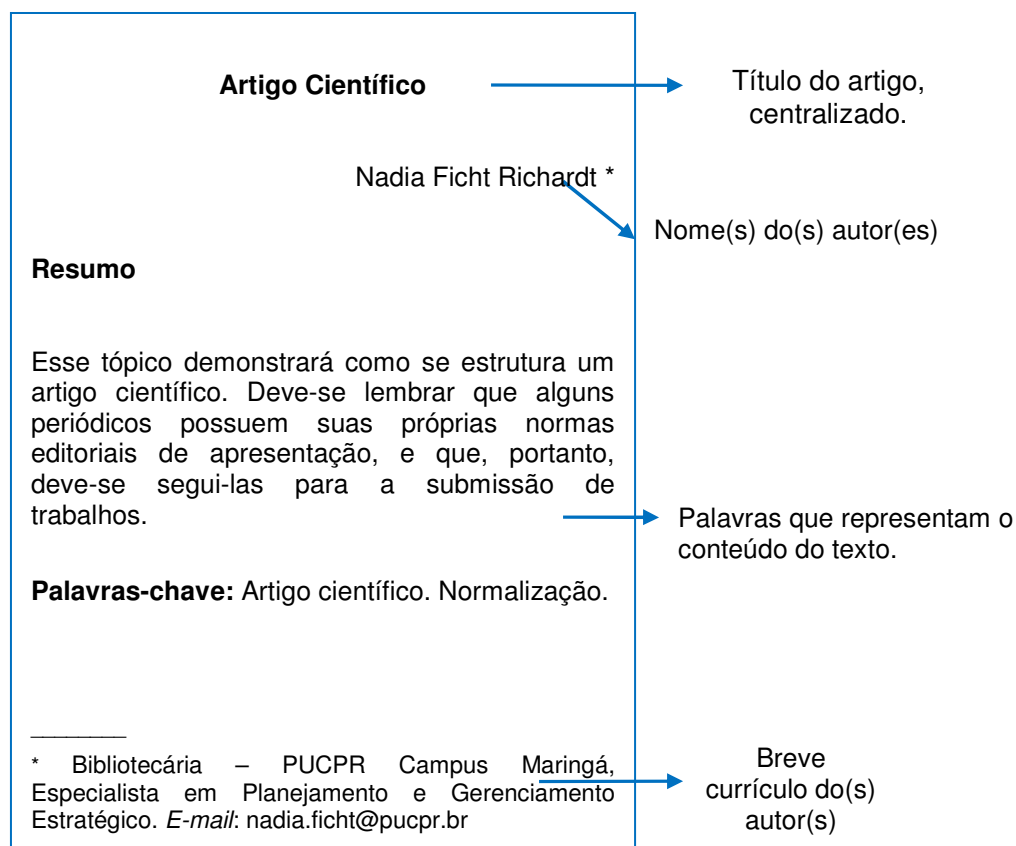 Artigo Científico
Título do artigo,
centralizado.
Nadia Ficht Richardt *
Nome(s) do(s) autor(es)
Resumo
Esse tópico demonstrará como se estrutura um
artigo científico. Deve-se lembrar que alguns
periódicos possuem suas próprias normas
editoriais de apresentação, e que, portanto,
deve-se segui-las para a submissão de
trabalhos.
Palavras que representam o
conteúdo do texto.
Palavras-chave: Artigo científico. Normalização.
________
* Bibliotecária – PUCPR Campus Maringá,
Especialista em Planejamento e Gerenciamento
Estratégico. E-mail: nadia.ficht@pucpr.br
Breve
currículo do(s)
autor(s)